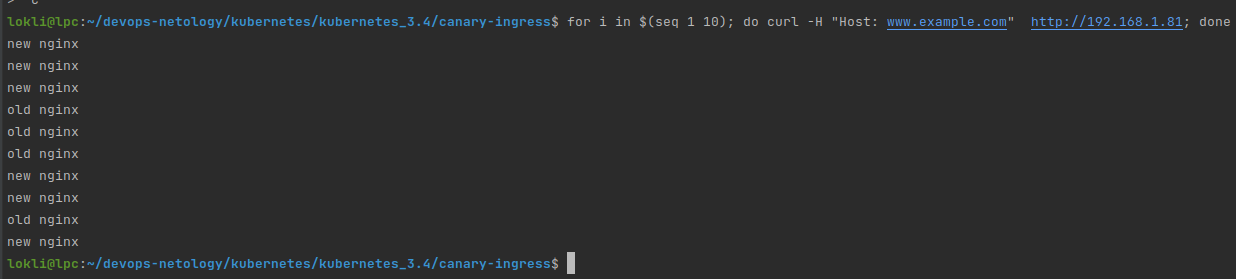 lokli@lpc:~/devops-netology/kubernetes/kubernetes_3.4/canary-ingress$ for i in $(seq 1 10); do curl -H "Host: www.example.com"  http://192.168.1.81; done
new nginx
new nginx
new nginx
old nginx
old nginx
old nginx
new nginx
new nginx
old nginx
new nginx
lokli@lpc:~/devops-netology/kubernetes/kubernetes_3.4/canary-ingress$